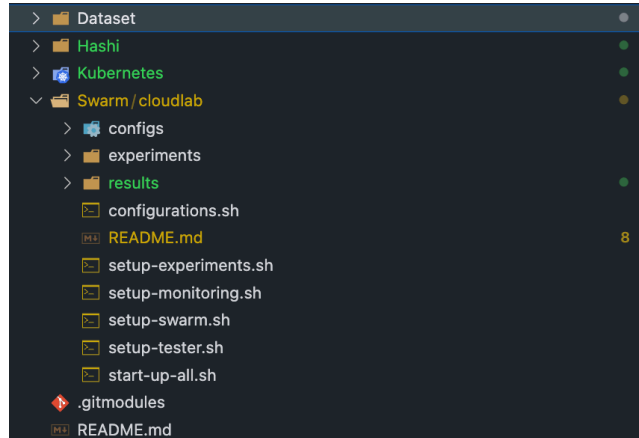 Dataset
Hashi
Kubernetes
Swarm/cloudlab
configs
experiments
results
configurations.sh
README.md 8
setup-experiments.sh
setup-monitoring.sh
setup-swarm.sh
setup-tester.sh
start-up-all.sh
.gitmodules
README.md